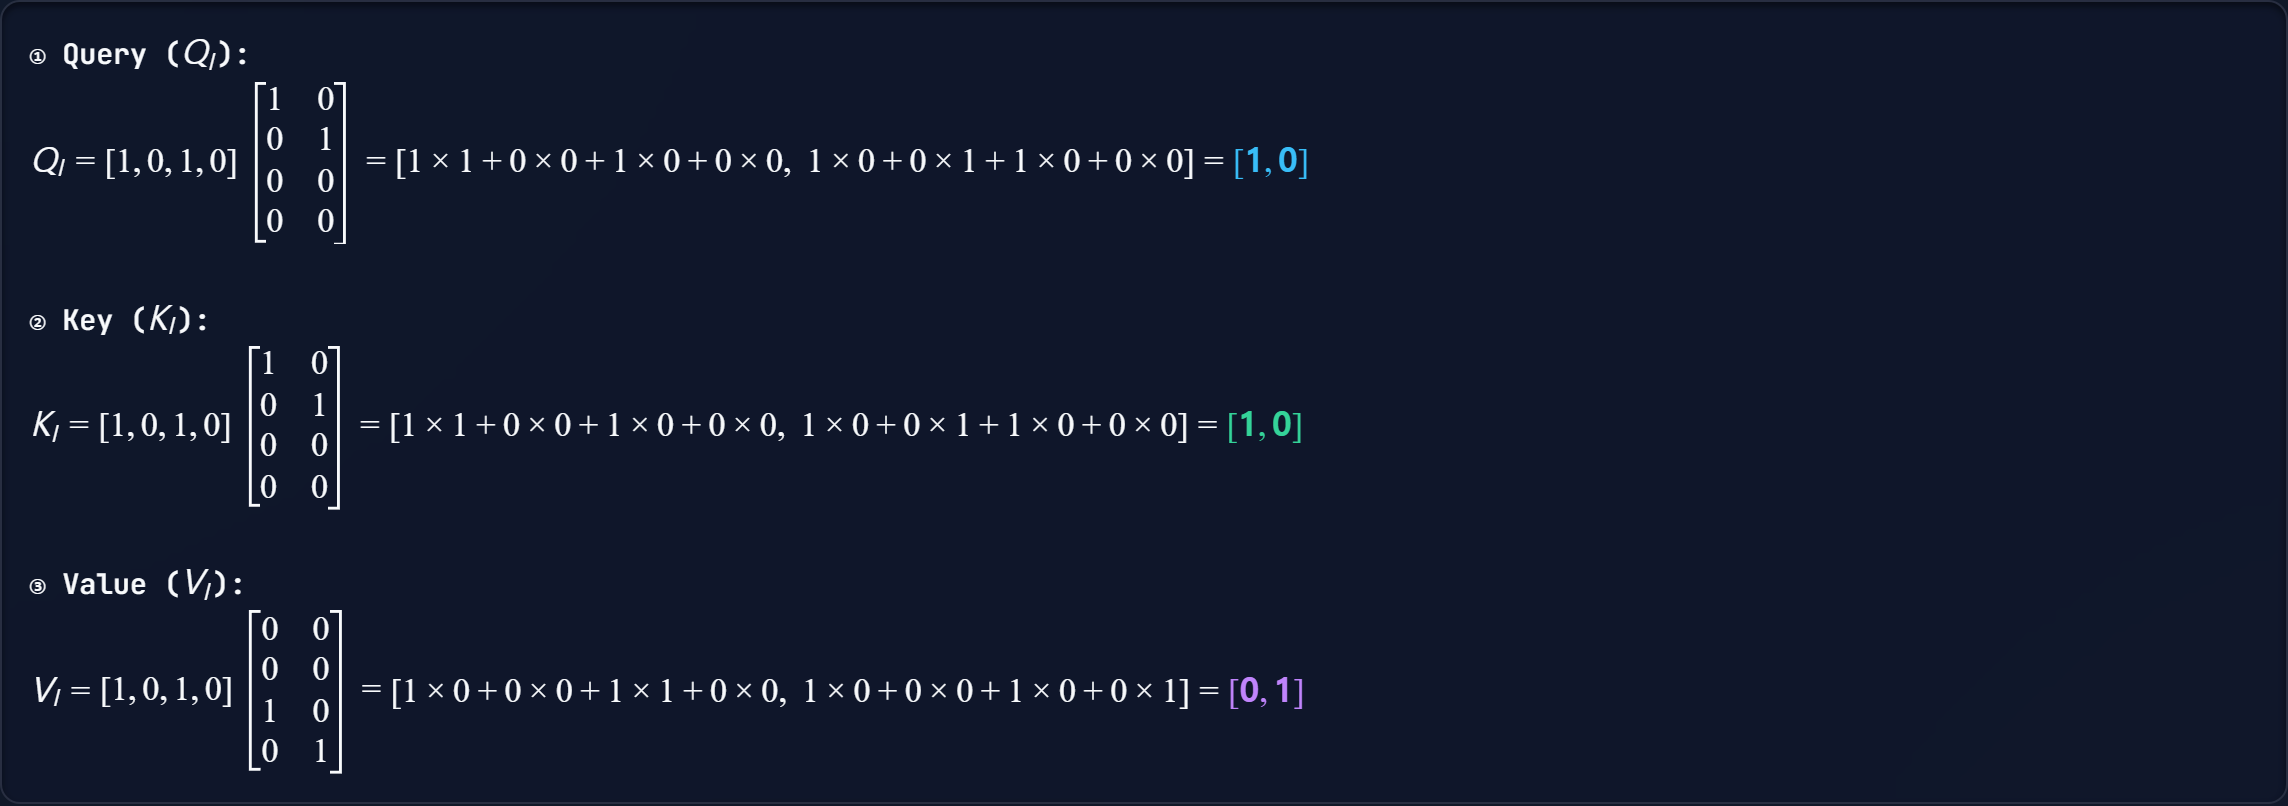 ① Query (Q_I):
Q_I = [1, 0, 1, 0] [1 0; 0 1; 0 0; 0 0] = [1 × 1 + 0 × 0 + 1 × 0 + 0 × 0, 1 × 0 + 0 × 1 + 1 × 0 + 0 × 0] = [1, 0]
② Key (K_I):
K_I = [1, 0, 1, 0] [1 0; 0 1; 0 0; 0 0] = [1 × 1 + 0 × 0 + 1 × 0 + 0 × 0, 1 × 0 + 0 × 1 + 1 × 0 + 0 × 0] = [1, 0]
③ Value (V_I):
V_I = [1, 0, 1, 0] [0 0; 0 0; 1 0; 0 1] = [1 × 0 + 0 × 0 + 1 × 1 + 0 × 0, 1 × 0 + 0 × 0 + 1 × 0 + 0 × 1] = [0, 1]